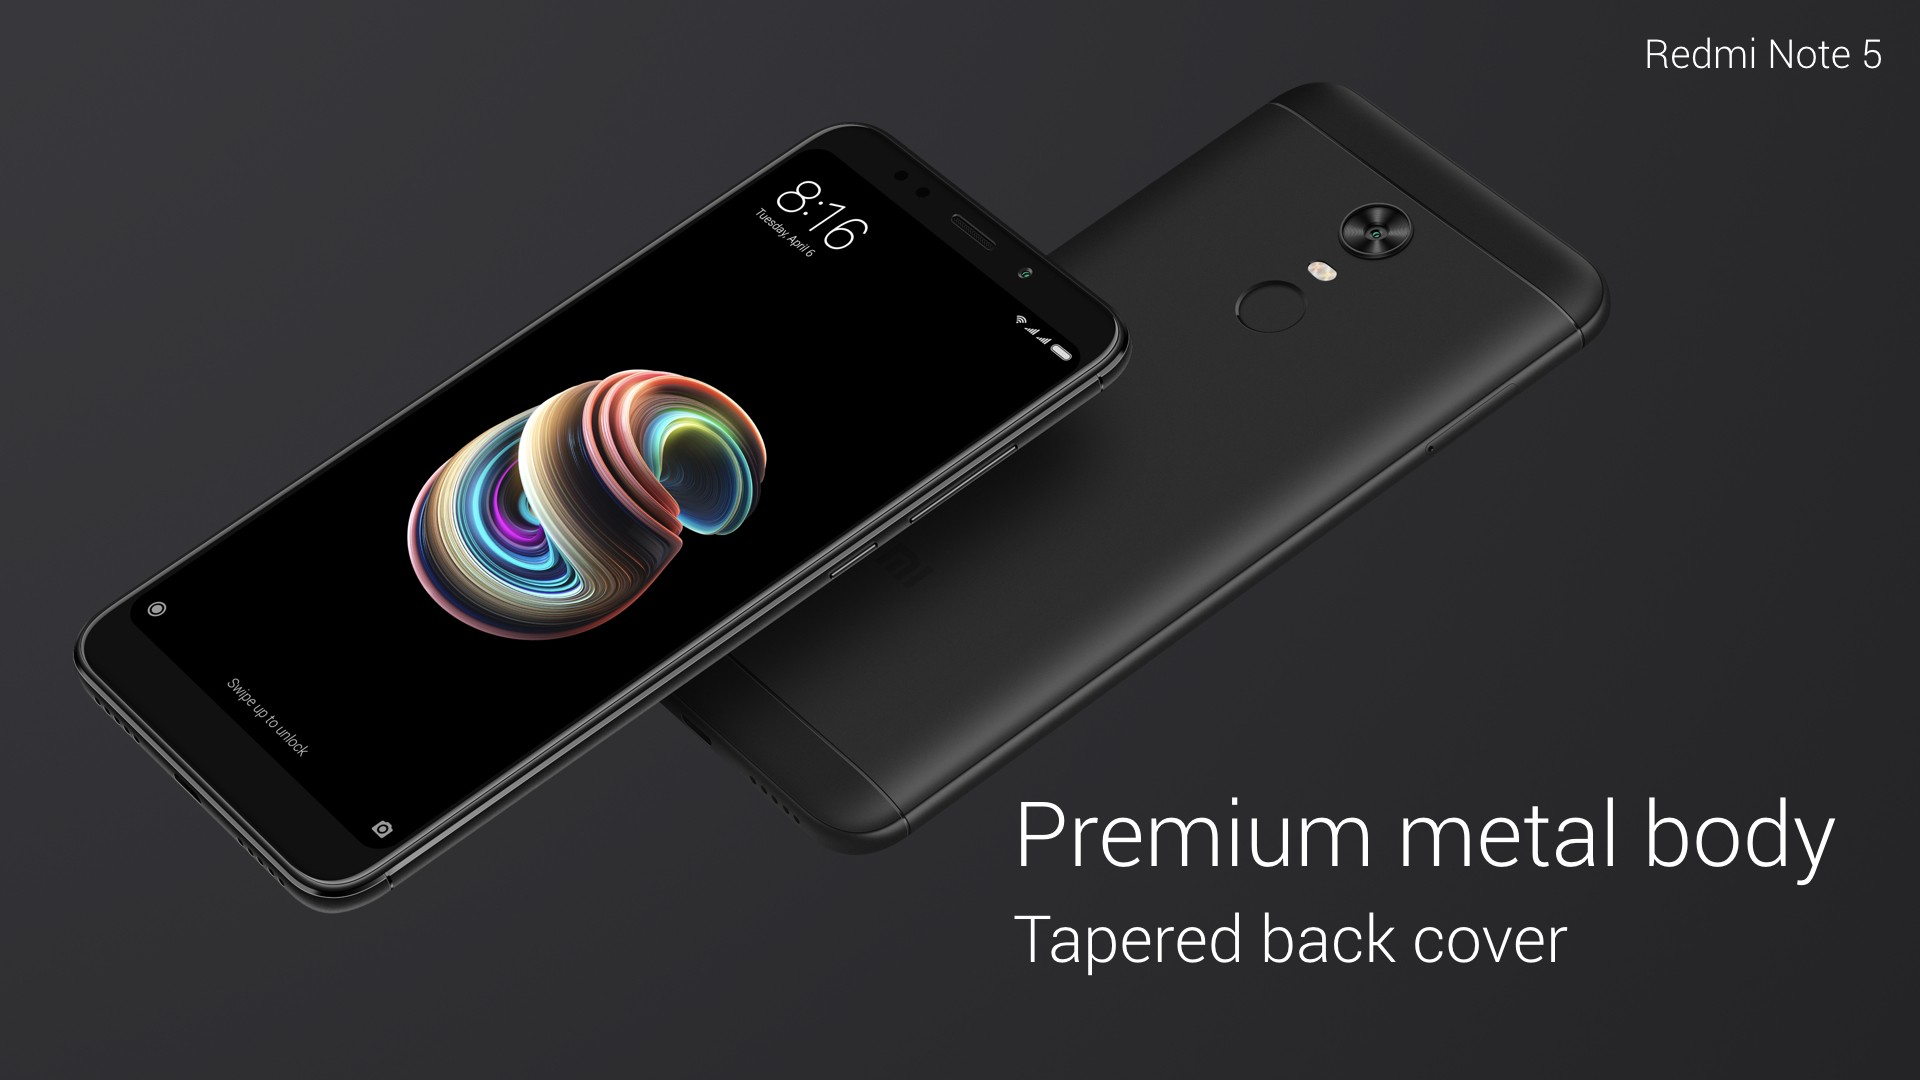 Redmi Note 5
8:16
Tuesday, April 6
Swipe up to unlock
Premium metal body
Tapered back cover